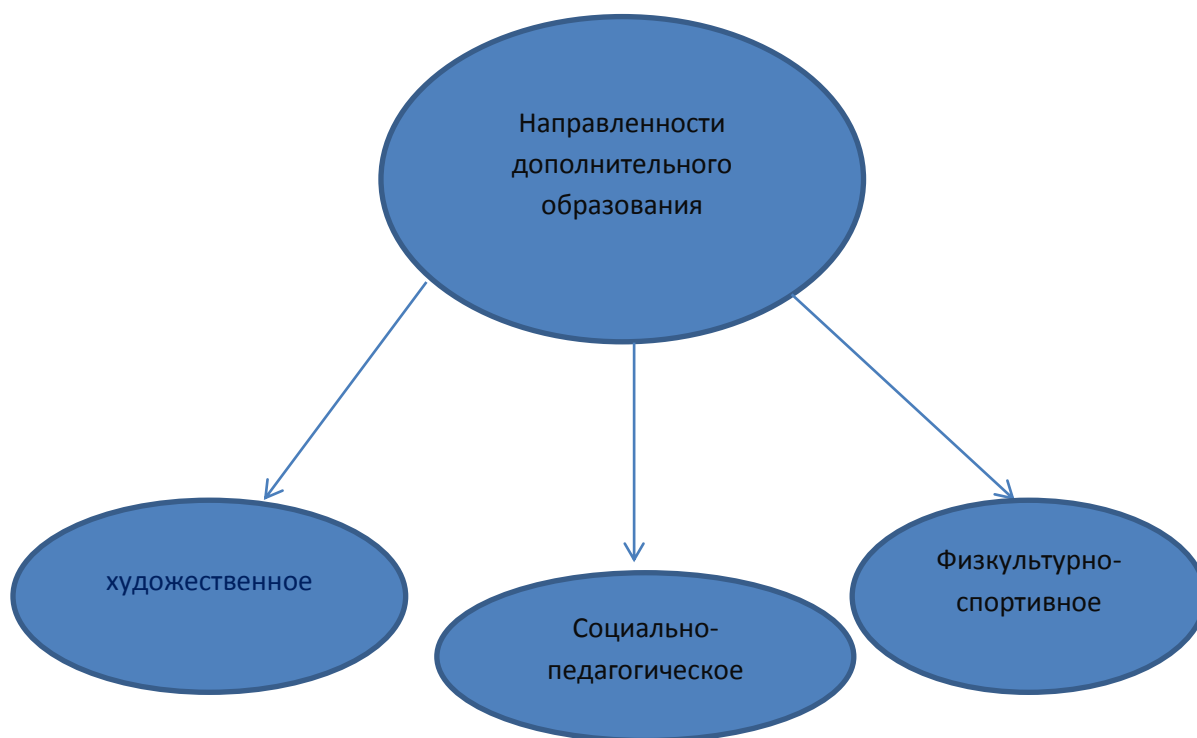 Направленности
дополнительного
образования
художественное
Социально-
педагогическое
Физкультурно-
спортивное